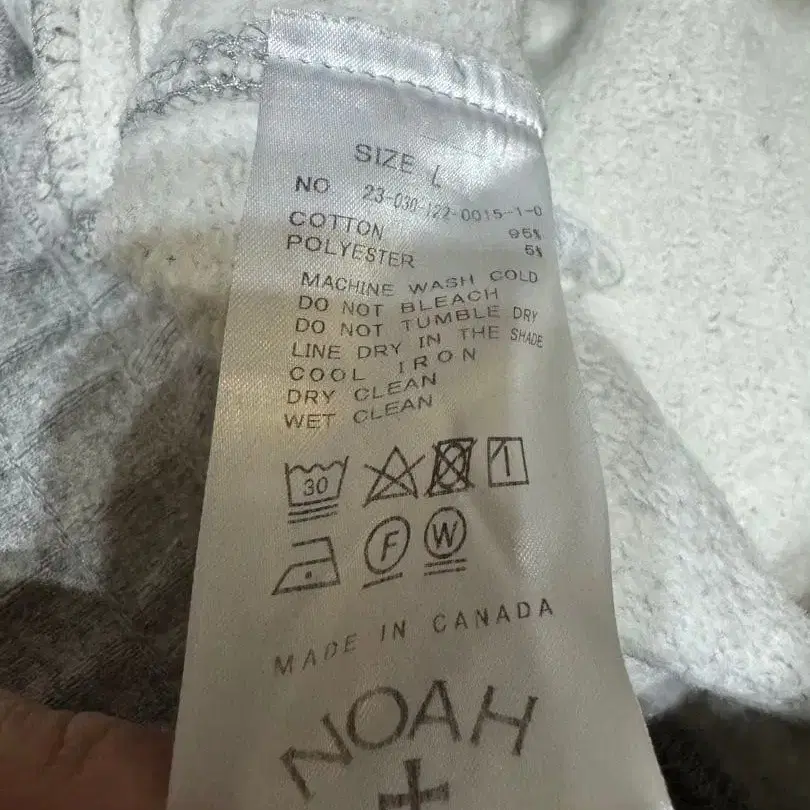 SIZE L
NO 23-030-122-0015-1-0
COTTON 95%
POLYESTER 5%
MACHINE WASH COLD
DO NOT BLEACH
DO NOT TUMBLE DRY
LINE DRY IN THE SHADE
COOL IRON
DRY CLEAN
WET CLEAN
30
F W
MADE IN CANADA
NOAH